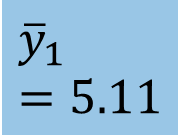 ȳ₁
= 5.11